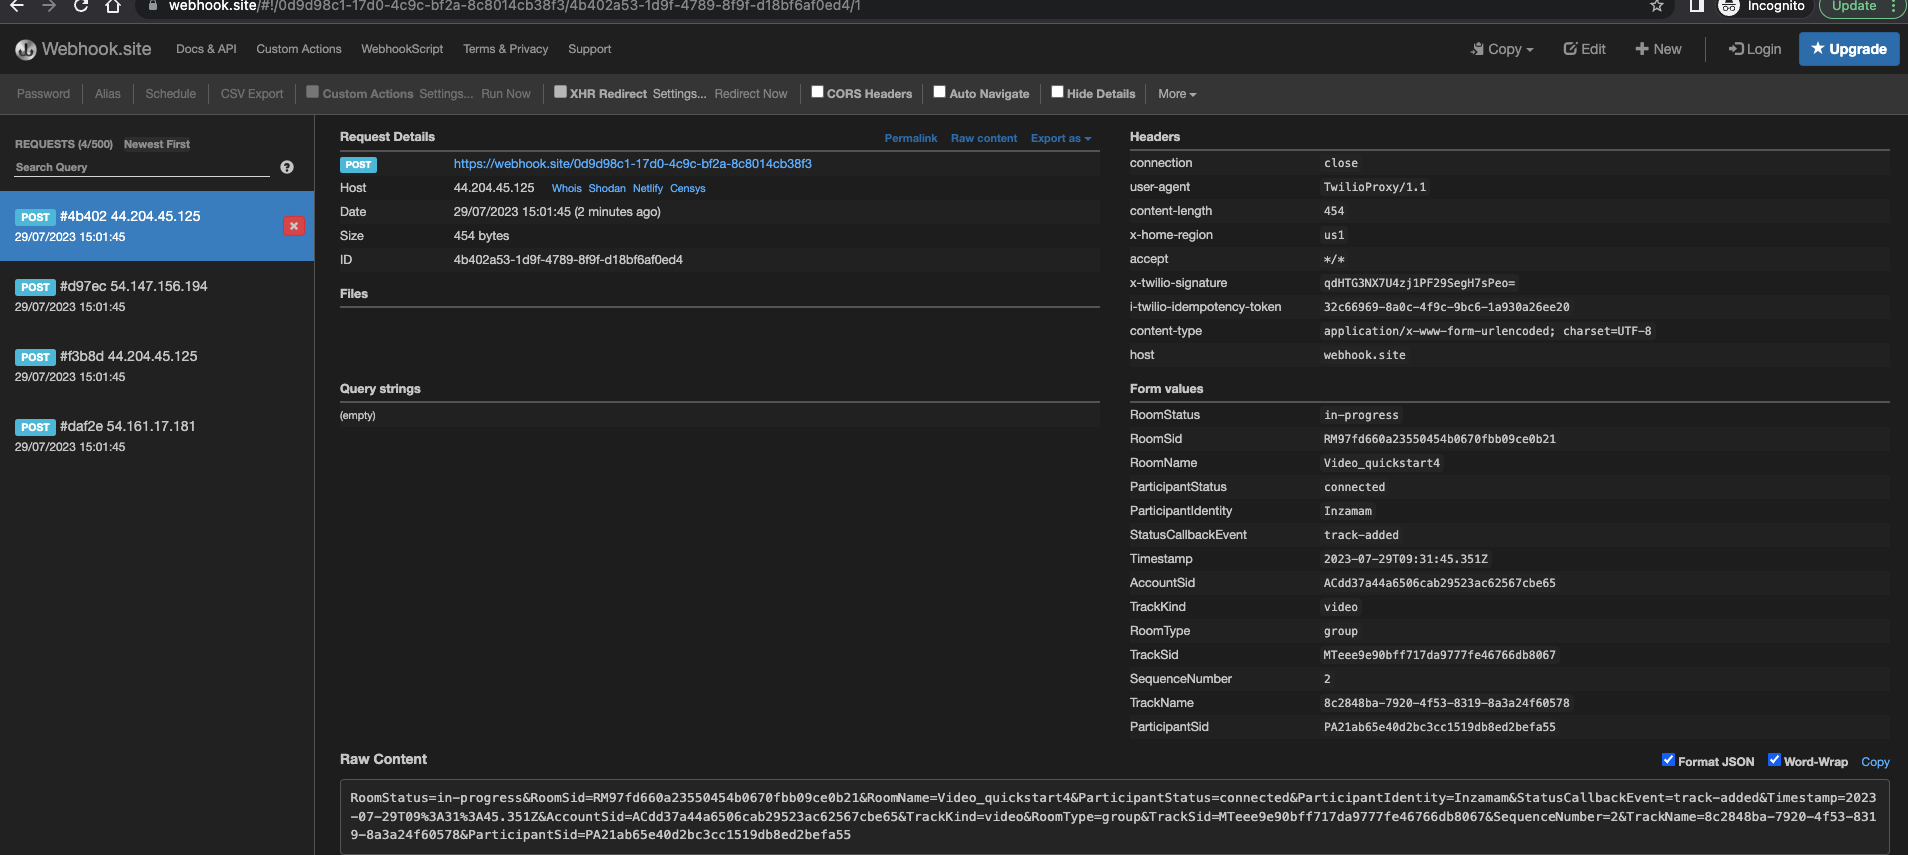 webhook.site/#!/0d9d98c1-17d0-4c9c-bf2a-8c8014cb38f3/4b402a53-1d9f-4789-8f9f-d18bf6af0ed4/1
Incognito
Update
Webhook.site Docs & API Custom Actions WebhookScript Terms & Privacy Support Copy Edit New Login Upgrade
Password Alias Schedule CSV Export Custom Actions Settings... Run Now XHR Redirect Settings... Redirect Now CORS Headers Auto Navigate Hide Details More
REQUESTS (4/500) Newest First
Search Query
POST #4b402 44.204.45.125
29/07/2023 15:01:45
POST #d97ec 54.147.156.194
29/07/2023 15:01:45
POST #f3b8d 44.204.45.125
29/07/2023 15:01:45
POST #daf2e 54.161.17.181
29/07/2023 15:01:45
Request Details Permalink Raw content Export as
POST https://webhook.site/0d9d98c1-17d0-4c9c-bf2a-8c8014cb38f3
Host 44.204.45.125 Whois Shodan Netlify Censys
Date 29/07/2023 15:01:45 (2 minutes ago)
Size 454 bytes
ID 4b402a53-1d9f-4789-8f9f-d18bf6af0ed4
Files
Query strings
(empty)
Headers
connection close
user-agent TwilioProxy/1.1
content-length 454
x-home-region us1
accept */*
x-twilio-signature qdHTG3NX7U4zj1PF29SegH7sPeo=
i-twilio-idempotency-token 32c66969-8a0c-4f9c-9bc6-1a930a26ee20
content-type application/x-www-form-urlencoded; charset=UTF-8
host webhook.site
Form values
RoomStatus in-progress
RoomSid RM97fd660a23550454b0670fbb09ce0b21
RoomName Video_quickstart4
ParticipantStatus connected
ParticipantIdentity Inzamam
StatusCallbackEvent track-added
Timestamp 2023-07-29T09:31:45.351Z
AccountSid ACdd37a44a6506cab29523ac62567cbe65
TrackKind video
RoomType group
TrackSid MTeee9e90bff717da9777fe46766db8067
SequenceNumber 2
TrackName 8c2848ba-7920-4f53-8319-8a3a24f60578
ParticipantSid PA21ab65e40d2bc3cc1519db8ed2befa55
Raw Content Format JSON Word-Wrap Copy
RoomStatus=in-progress&RoomSid=RM97fd660a23550454b0670fbb09ce0b21&RoomName=Video_quickstart4&ParticipantStatus=connected&ParticipantIdentity=Inzamam&StatusCallbackEvent=track-added&Timestamp=2023
-07-29T09%3A31%3A45.351Z&AccountSid=ACdd37a44a6506cab29523ac62567cbe65&TrackKind=video&RoomType=group&TrackSid=MTeee9e90bff717da9777fe46766db8067&SequenceNumber=2&TrackName=8c2848ba-7920-4f53-831
9-8a3a24f60578&ParticipantSid=PA21ab65e40d2bc3cc1519db8ed2befa55